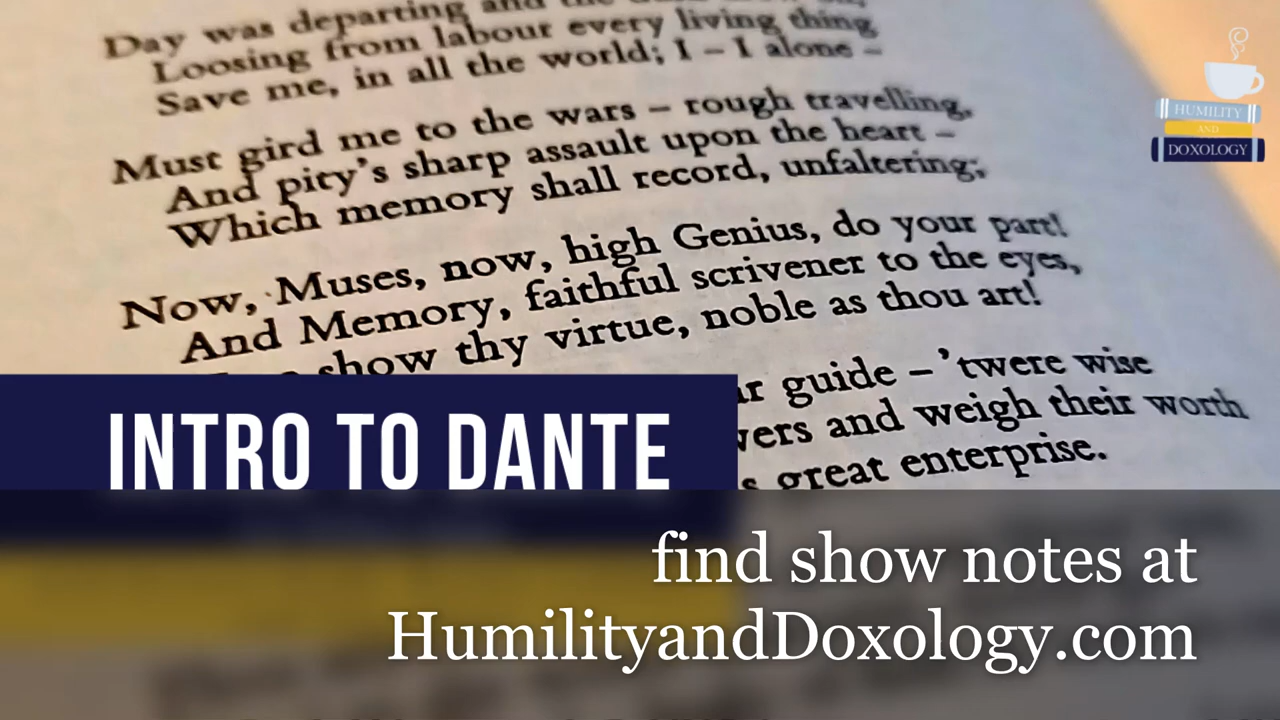 Day was departing and the
Loosing from labour every living thing
Save me, in all the world; I – I alone –
Must gird me to the wars – rough travelling,
And pity's sharp assault upon the heart –
Which memory shall record, unfaltering;
Now, Muses, now, high Genius, do your part!
And Memory, faithful scrivener to the eyes,
show thy virtue, noble as thou art!
guide – 'twere wise
and weigh their worth
great enterprise.
HUMILITY
AND
DOXOLOGY
INTRO TO DANTE
find show notes at
HumilityandDoxology.com